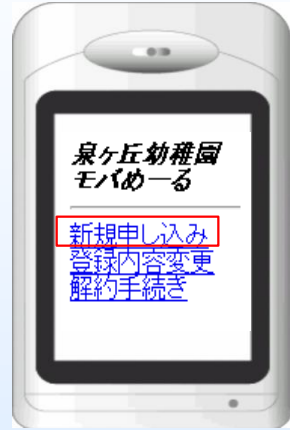 泉ヶ丘幼稚園
モバめーる
新規申し込み
登録内容変更
解約手続き